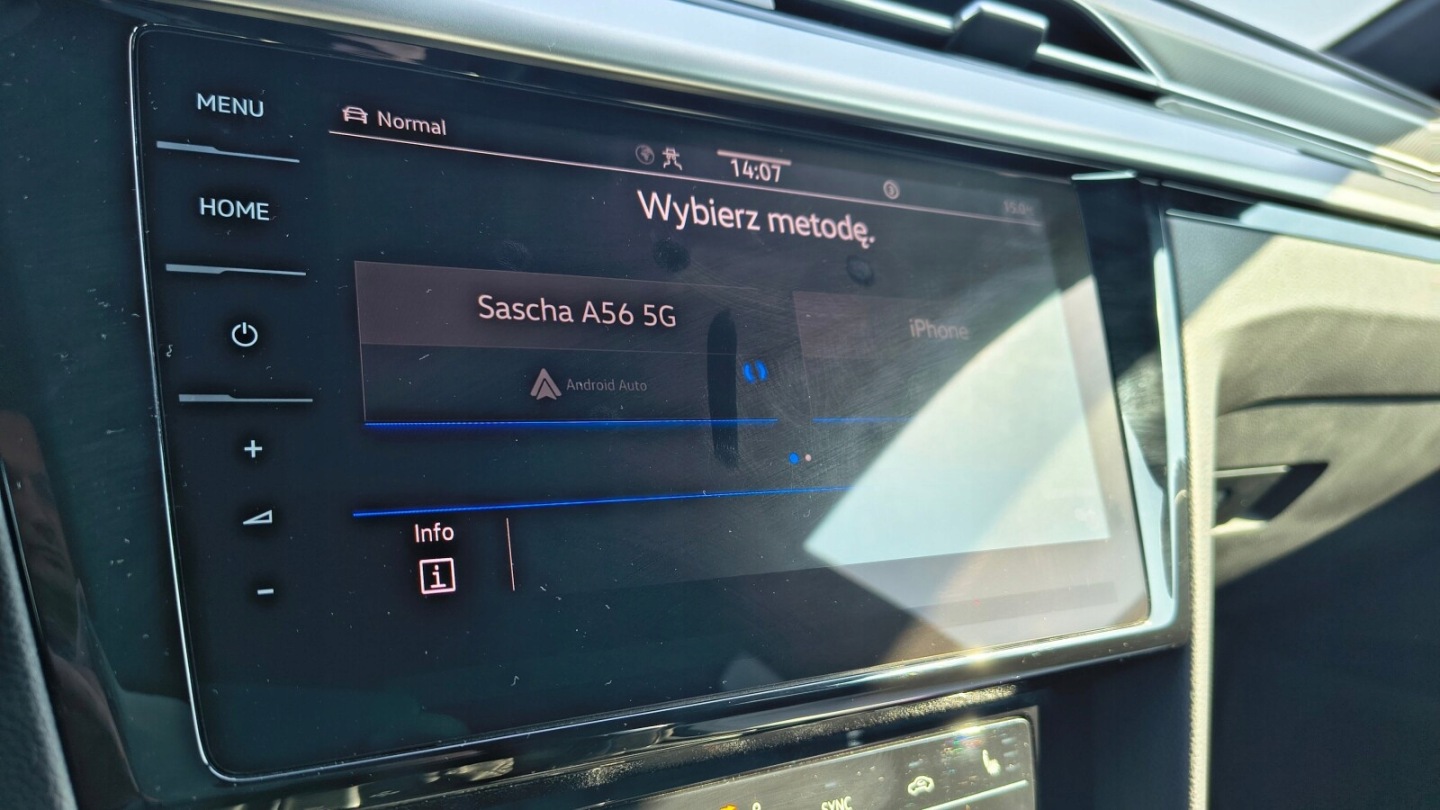 MENU
Normal
14:07
HOME
Wybierz metodę.
Sascha A56 5G
iPhone
Android Auto
Info
i
SYNC